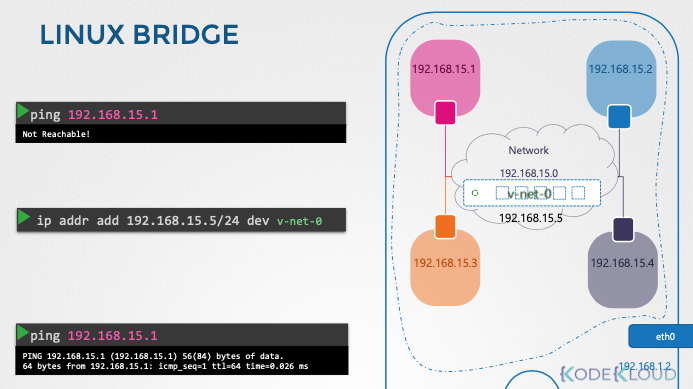 LINUX BRIDGE
ping 192.168.15.1
Not Reachable!
ip addr add 192.168.15.5/24 dev v-net-0
ping 192.168.15.1
PING 192.168.15.1 (192.168.15.1) 56(84) bytes of data.
64 bytes from 192.168.15.1: icmp_seq=1 ttl=64 time=0.026 ms
192.168.15.1
192.168.15.2
Network
192.168.15.0
v-net-0
192.168.15.5
192.168.15.3
192.168.15.4
eth0
192.168.1.2
KODEKLOUD